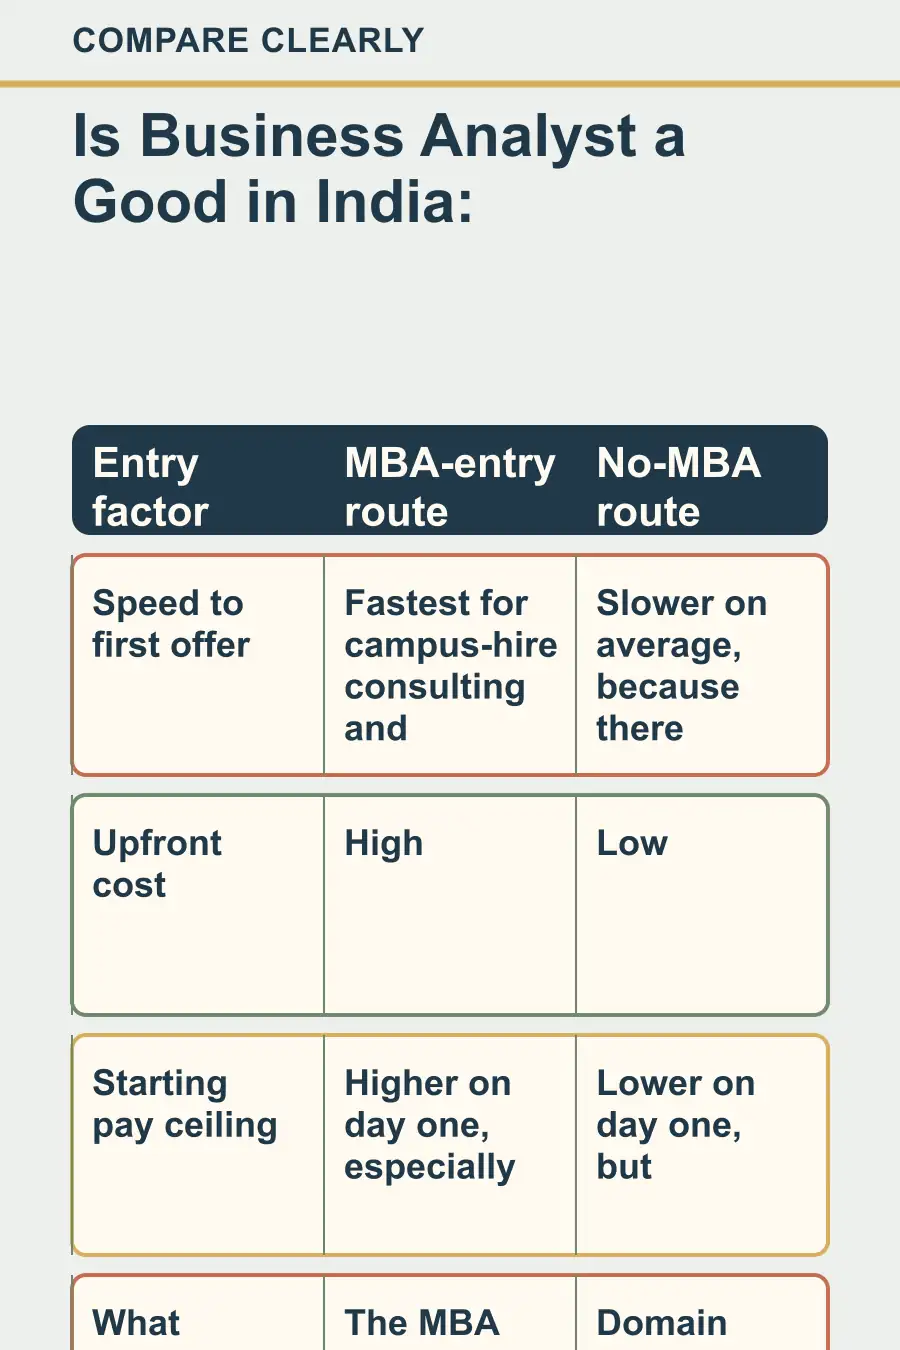 COMPARE CLEARLY
Is Business Analyst a
Good in India:
Entry
factor
MBA-entry
route
No-MBA
route
Speed to
first offer
Fastest for
campus-hire
consulting
and
Slower on
average,
because
there
Upfront
cost
High
Low
Starting
pay ceiling
Higher on
day one,
especially
Lower on
day one,
but
What
The MBA
Domain